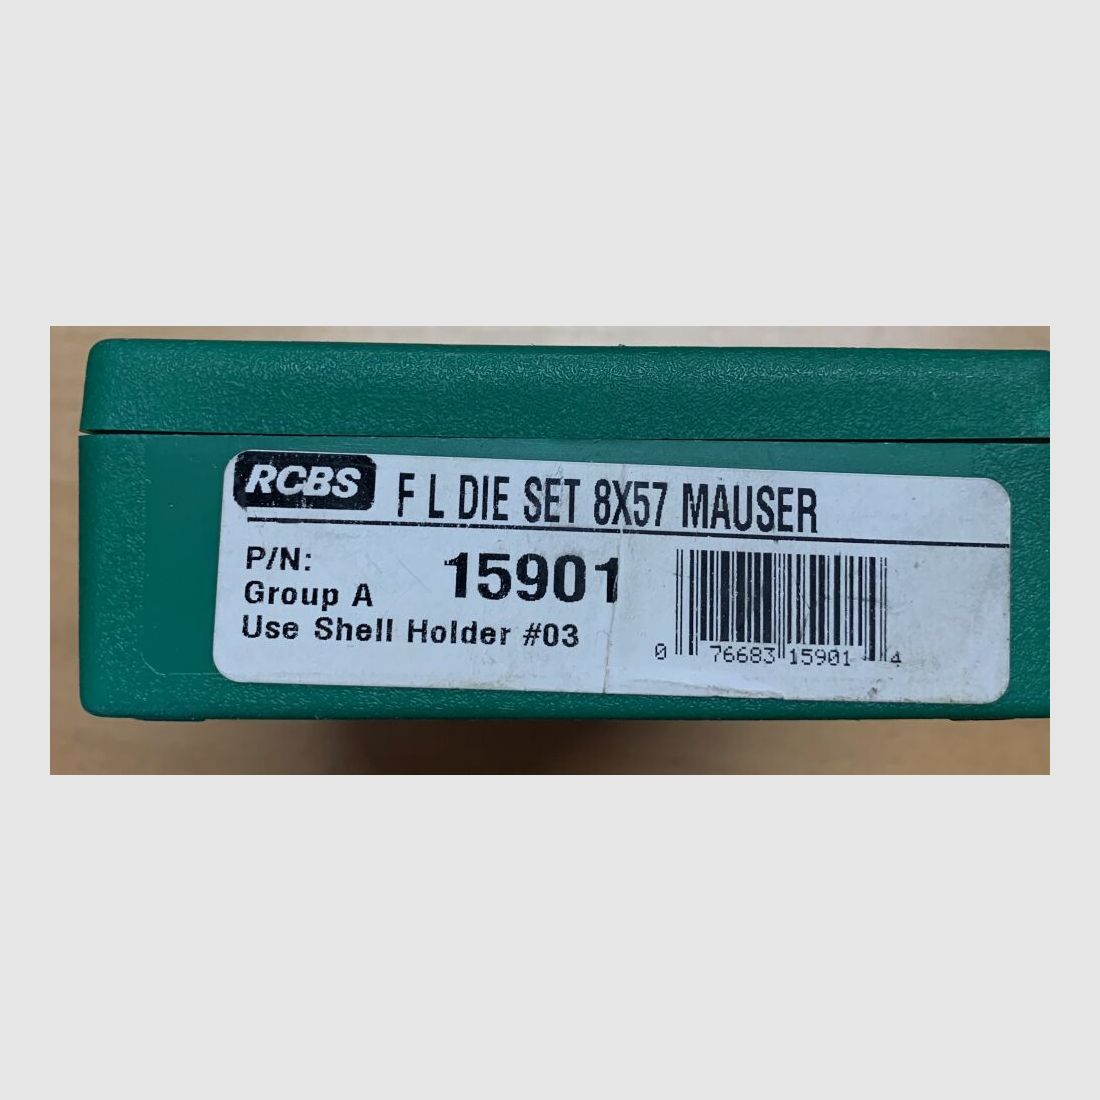 RCBS F L DIE SET 8X57 MAUSER
P/N: 15901
Group A
Use Shell Holder #03
0 76683 15901 4